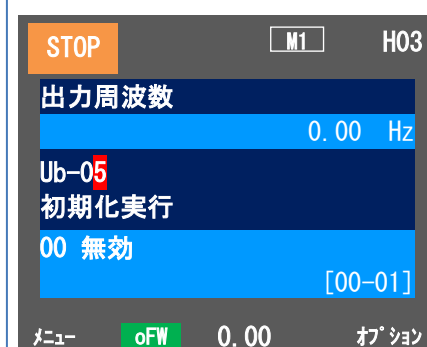 STOP M1 H03
出力周波数
0.00 Hz
Ub-05
初期化実行
00 無効
[00-01]
ﾒﾆｭｰ oFW 0.00 ｵﾌﾟｼｮﾝ